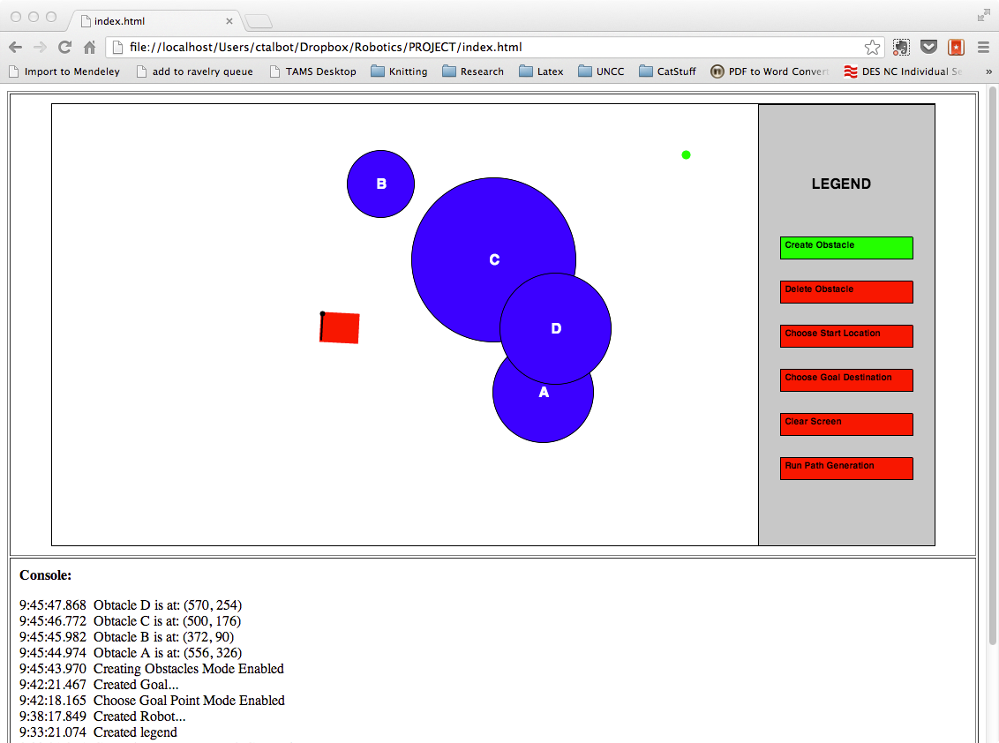 index.html
file://localhost/Users/ctalbot/Dropbox/Robotics/PROJECT/index.html
Import to Mendeley add to ravelry queue TAMS Desktop Knitting Research Latex UNCC CatStuff PDF to Word Convert DES NC Individual Se »
B
C
D
A
LEGEND
Create Obstacle
Delete Obstacle
Choose Start Location
Choose Goal Destination
Clear Screen
Run Path Generation
Console:
9:45:47.868 Obtacle D is at: (570, 254)
9:45:46.772 Obtacle C is at: (500, 176)
9:45:45.982 Obtacle B is at: (372, 90)
9:45:44.974 Obtacle A is at: (556, 326)
9:45:43.970 Creating Obstacles Mode Enabled
9:42:21.467 Created Goal...
9:42:18.165 Choose Goal Point Mode Enabled
9:38:17.849 Created Robot...
9:33:21.074 Created legend